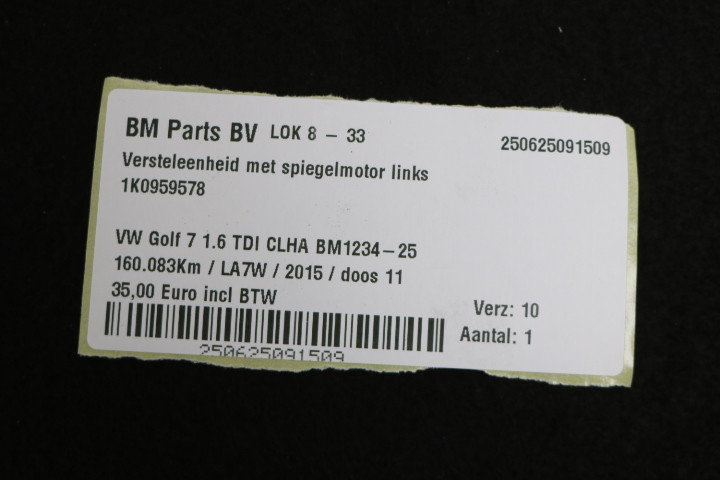 BM Parts BV LOK 8 - 33
250625091509
Versteleenheid met spiegelmotor links
1K0959578
VW Golf 7 1.6 TDI CLHA BM1234-25
160.083Km / LA7W / 2015 / doos 11
35,00 Euro incl BTW
Verz: 10
Aantal: 1
250625091509